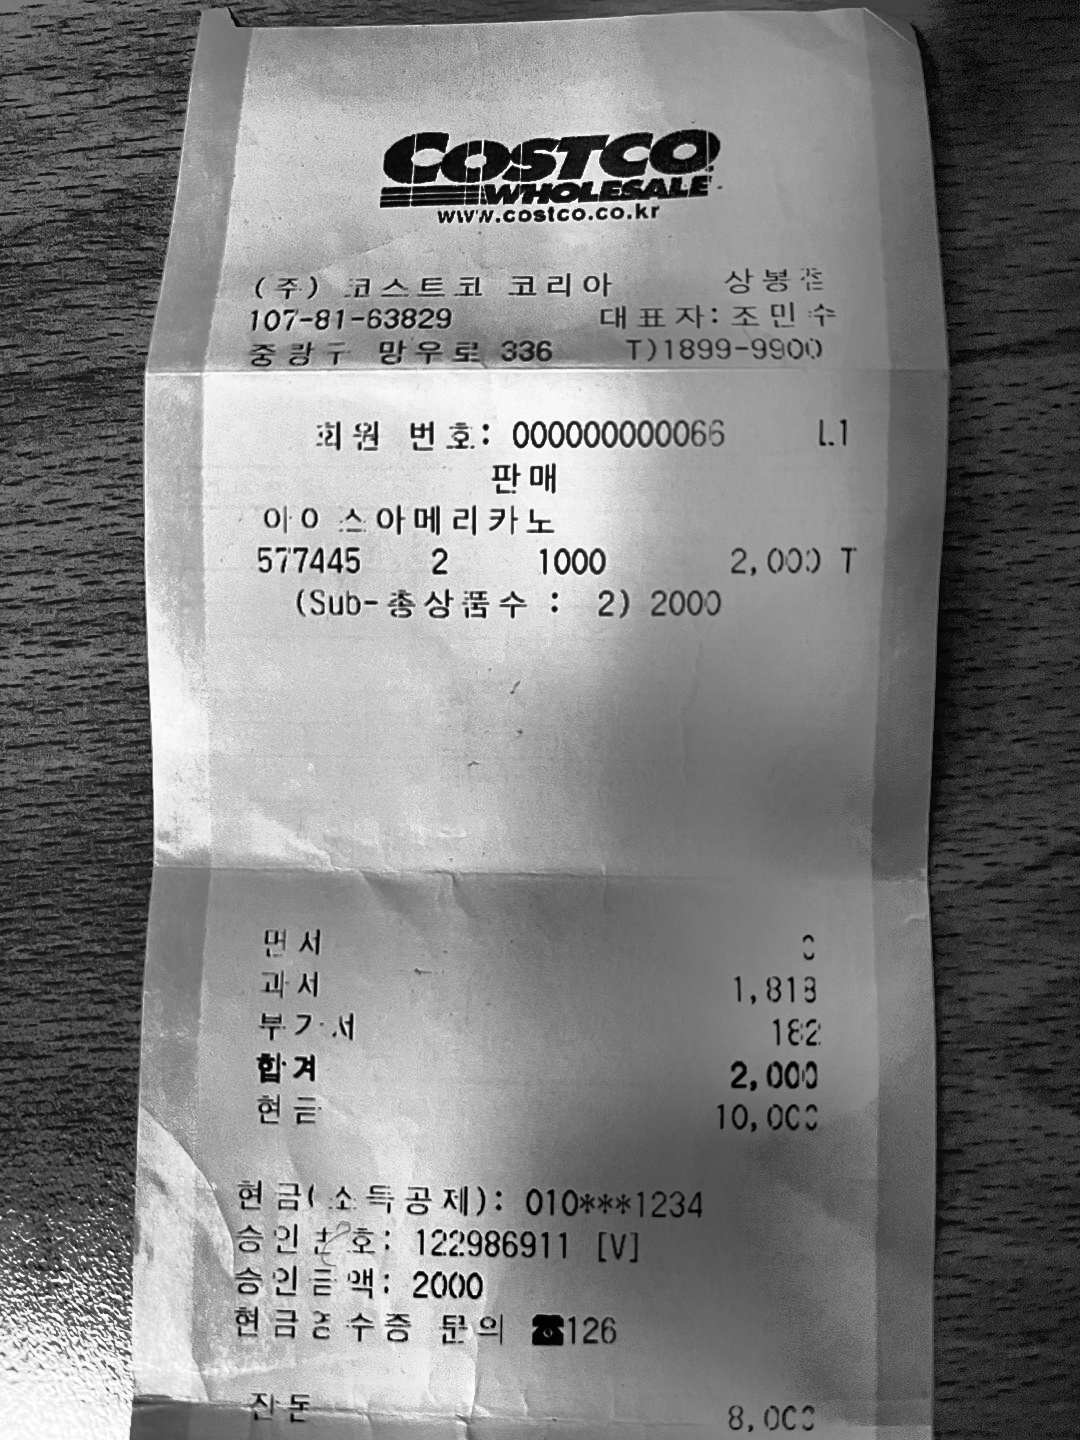 COSTCO
WHOLESALE
www.costco.co.kr
(주) 코스트코 코리아 상봉점
107-81-63829 대표자: 조민수
중랑구 망우로 336 T)1899-9900
회원 번호: 000000000066 L1
판매
아이스아메리카노
577445 2 1000 2,000 T
(Sub-총상품수 : 2) 2000
면세 0
과세 1,818
부가세 182
합계 2,000
현금 10,000
현금(소득공제): 010***1234
승인번호: 122986911 [V]
승인금액: 2000
현금영수증 문의 ☎126
잔돈 8,000